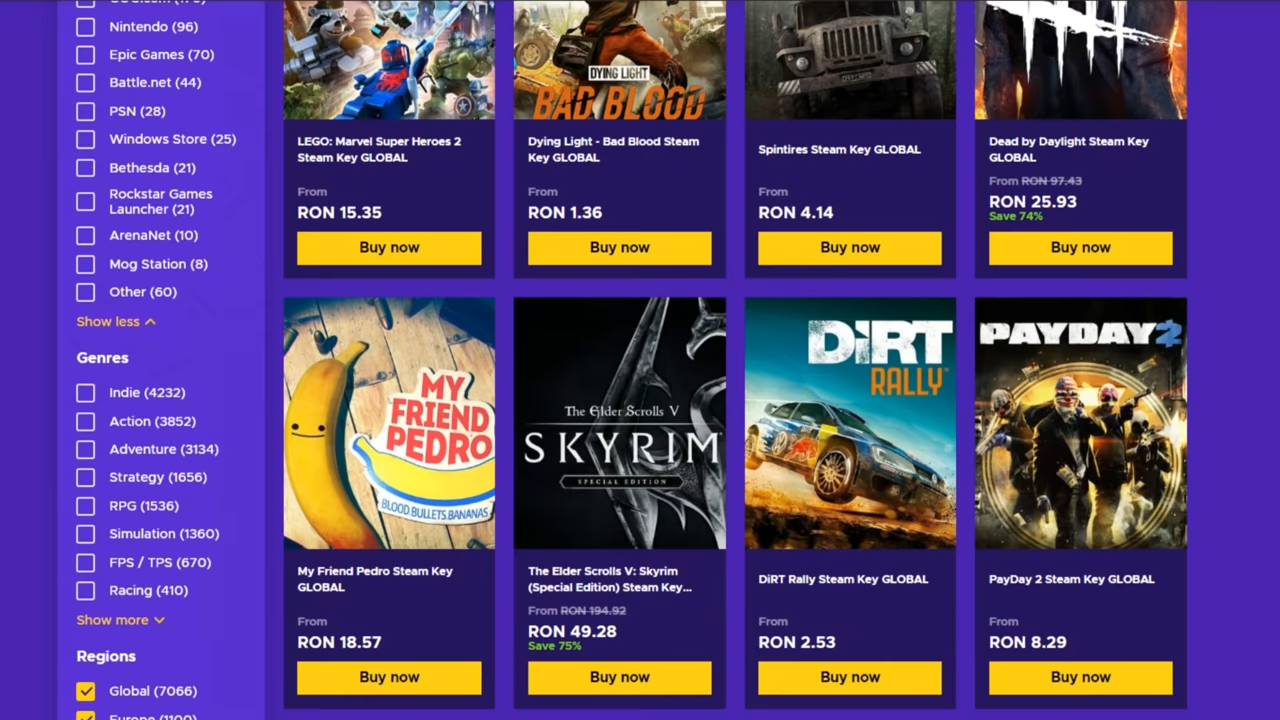 Nintendo (96)
Epic Games (70)
Battle.net (44)
PSN (28)
Windows Store (25)
Bethesda (21)
Rockstar Games
Launcher (21)
ArenaNet (10)
Mog Station (8)
Other (60)
Show less
Genres
Indie (4232)
Action (3852)
Adventure (3134)
Strategy (1656)
RPG (1536)
Simulation (1360)
FPS / TPS (670)
Racing (410)
Show more
Regions
Global (7066)
Europe (1100)
LEGO: Marvel Super Heroes 2
Steam Key GLOBAL
From
RON 15.35
Buy now
DYING LIGHT
BAD BLOOD
Dying Light - Bad Blood Steam
Key GLOBAL
From
RON 1.36
Buy now
Spintires Steam Key GLOBAL
From
RON 4.14
Buy now
Dead by Daylight Steam Key
GLOBAL
From RON 97.43
RON 25.93
Save 74%
Buy now
MY
FRIEND
PEDRO
BLOOD BULLETS BANANAS
My Friend Pedro Steam Key
GLOBAL
From
RON 18.57
Buy now
The Elder Scrolls V
SKYRIM
SPECIAL EDITION
The Elder Scrolls V: Skyrim
(Special Edition) Steam Key...
From RON 194.92
RON 49.28
Save 75%
Buy now
DiRT
RALLY
DiRT Rally Steam Key GLOBAL
From
RON 2.53
Buy now
PAYDAY 2
PayDay 2 Steam Key GLOBAL
From
RON 8.29
Buy now